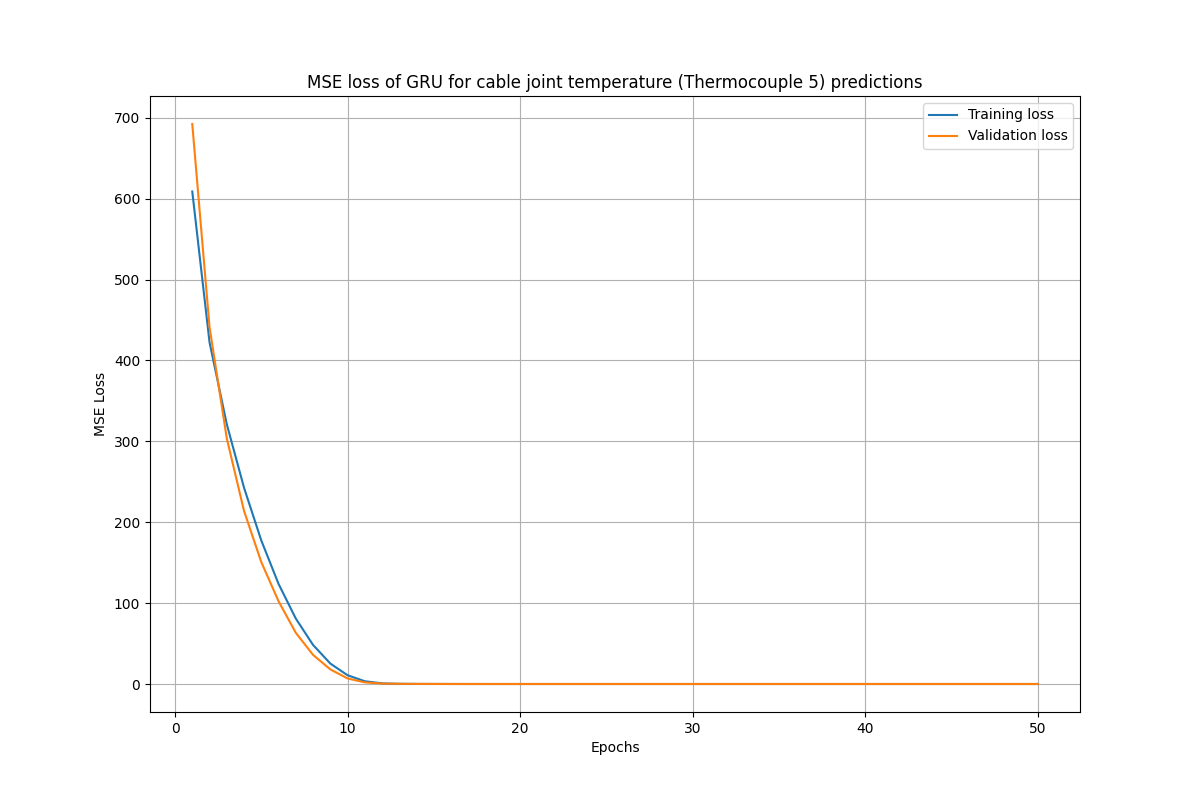 MSE loss of GRU for cable joint temperature (Thermocouple 5) predictions
Training loss
Validation loss
700
600
500
400
300
200
100
0
MSE Loss
0 10 20 30 40 50
Epochs